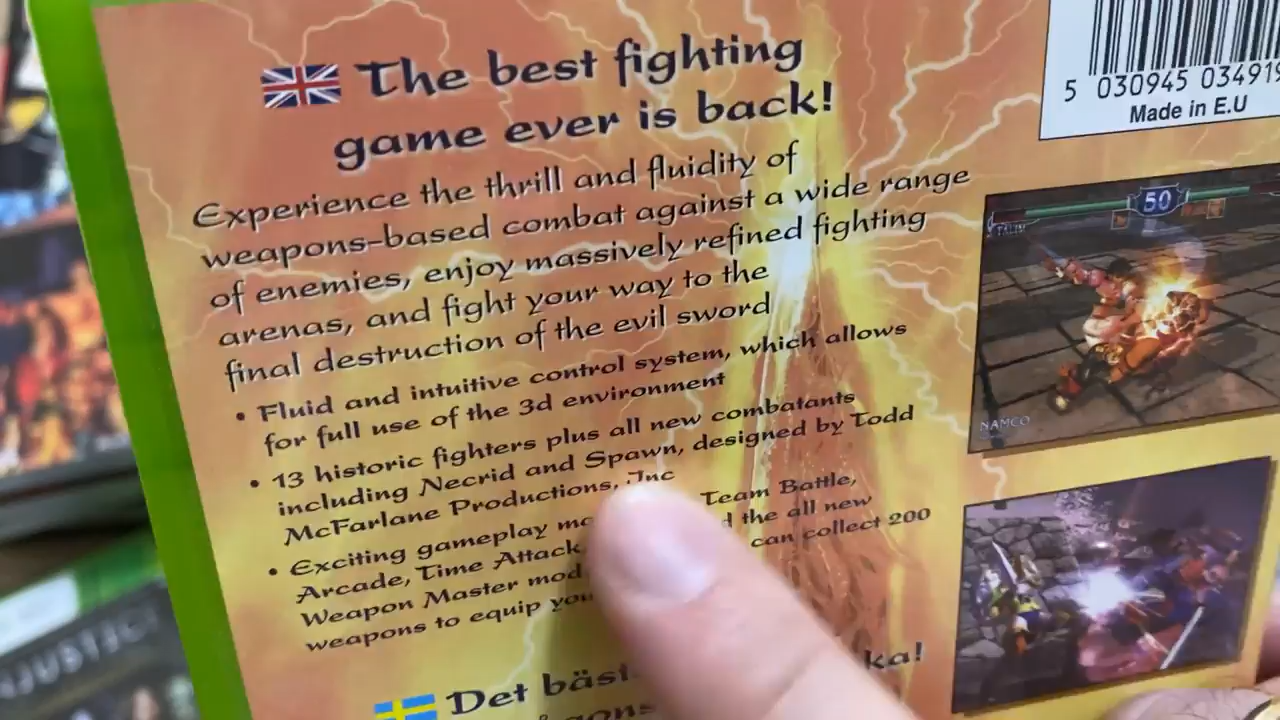 The best fighting
game ever is back!
Experience the thrill and fluidity of
weapons-based combat against a wide range
of enemies, enjoy massively refined fighting
arenas, and fight your way to the
final destruction of the evil sword
• Fluid and intuitive control system, which allows
for full use of the 3d environment
• 13 historic fighters plus all new combatants
including Necrid and Spawn, designed by Todd
McFarlane Productions, Inc
• Exciting gameplay Team Battle,
Arcade, Time Attack the all new
Weapon Master can collect 200
weapons to equip
Det
ka!
5 030945 03491
Made in E.U
50
TALIM
NAMCO